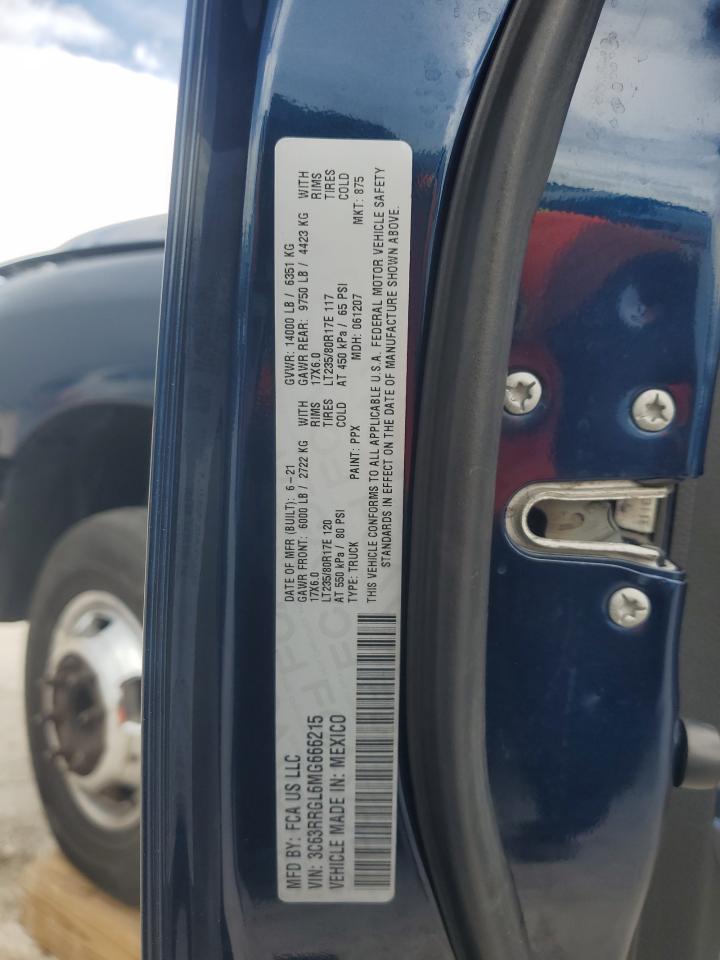 MFD BY: FCA US LLC
VIN: 3C63RRGL6MG666215
VEHICLE MADE IN: MEXICO
DATE OF MFR (BUILT): 6-21
GVWR: 14000 LB / 6351 KG
GAWR FRONT: 6000 LB / 2722 KG WITH
17X6.0 RIMS
LT235/80R17E 120 TIRES
AT 550 kPa / 80 PSI COLD
GAWR REAR: 9750 LB / 4423 KG WITH
17X6.0 RIMS
LT235/80R17E 117 TIRES
AT 450 kPa / 65 PSI COLD
TYPE: TRUCK PAINT: PPX MDH: 061207 MKT: 875
THIS VEHICLE CONFORMS TO ALL APPLICABLE U.S.A. FEDERAL MOTOR VEHICLE SAFETY
STANDARDS IN EFFECT ON THE DATE OF MANUFACTURE SHOWN ABOVE.